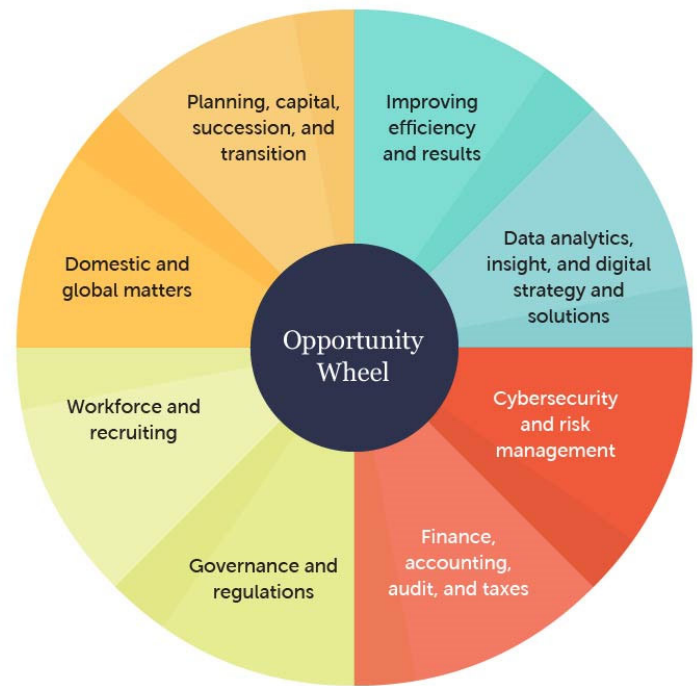 Opportunity
Wheel
Improving
efficiency
and results
Data analytics,
insight, and digital
strategy and
solutions
Cybersecurity
and risk
management
Finance,
accounting,
audit, and taxes
Governance and
regulations
Workforce and
recruiting
Domestic and
global matters
Planning, capital,
succession, and
transition